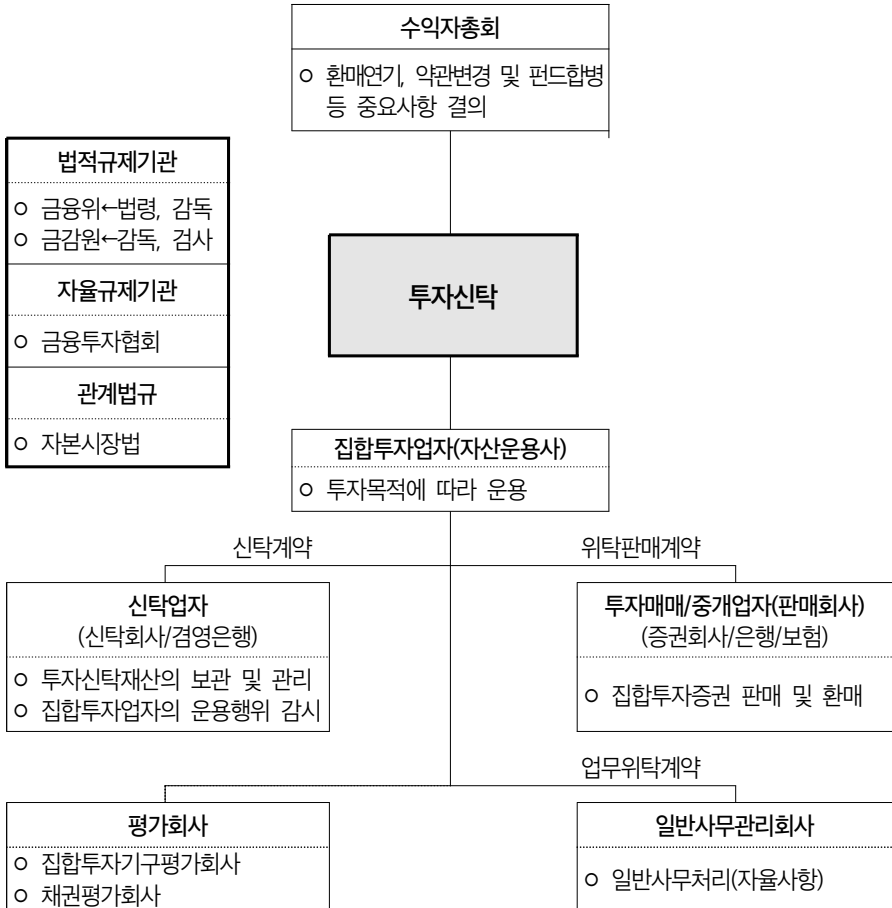 수익자총회
ㅇ 환매연기, 약관변경 및 펀드합병
등 중요사항 결의
법적규제기관
ㅇ 금융위←법령, 감독
ㅇ 금감원←감독, 검사
자율규제기관
ㅇ 금융투자협회
관계법규
ㅇ 자본시장법
투자신탁
집합투자업자(자산운용사)
ㅇ 투자목적에 따라 운용
신탁계약
위탁판매계약
신탁업자
(신탁회사/겸영은행)
ㅇ 투자신탁재산의 보관 및 관리
ㅇ 집합투자업자의 운용행위 감시
투자매매/중개업자(판매회사)
(증권회사/은행/보험)
ㅇ 집합투자증권 판매 및 환매
업무위탁계약
평가회사
ㅇ 집합투자기구평가회사
ㅇ 채권평가회사
일반사무관리회사
ㅇ 일반사무처리(자율사항)